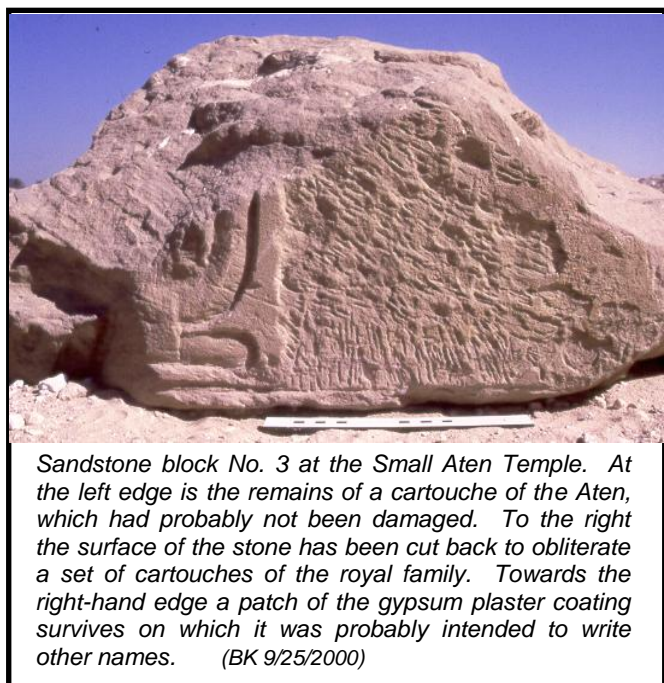 Sandstone block No. 3 at the Small Aten Temple. At
the left edge is the remains of a cartouche of the Aten,
which had probably not been damaged. To the right
the surface of the stone has been cut back to obliterate
a set of cartouches of the royal family. Towards the
right-hand edge a patch of the gypsum plaster coating
survives on which it was probably intended to write
other names. (BK 9/25/2000)